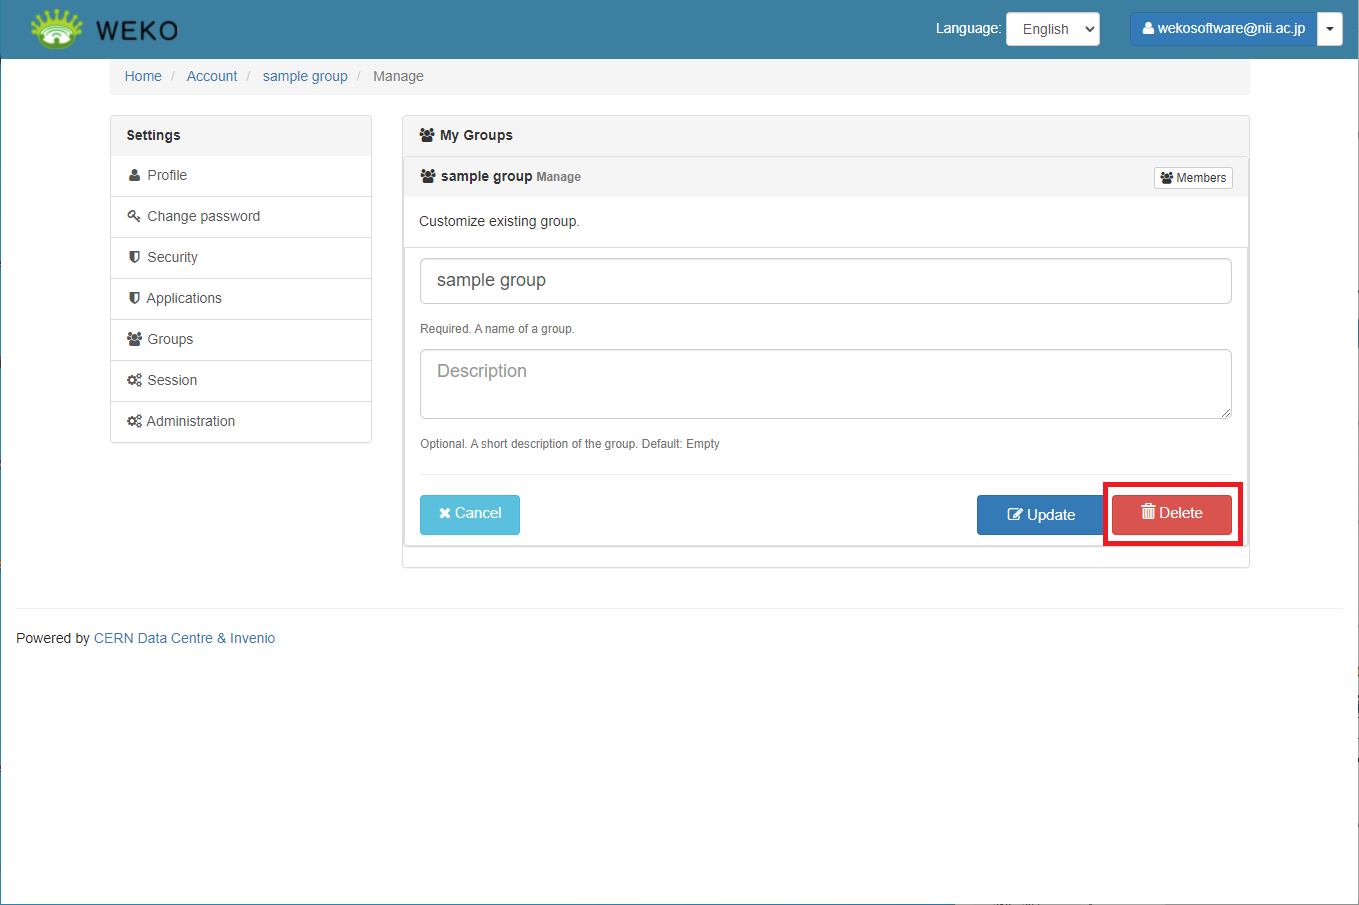 WEKO
Language: English wekosoftware@nii.ac.jp
Home / Account / sample group / Manage
Settings
Profile
Change password
Security
Applications
Groups
Session
Administration
My Groups
sample group Manage Members
Customize existing group.
sample group
Required. A name of a group.
Description
Optional. A short description of the group. Default: Empty
Cancel Update Delete
Powered by CERN Data Centre & Invenio